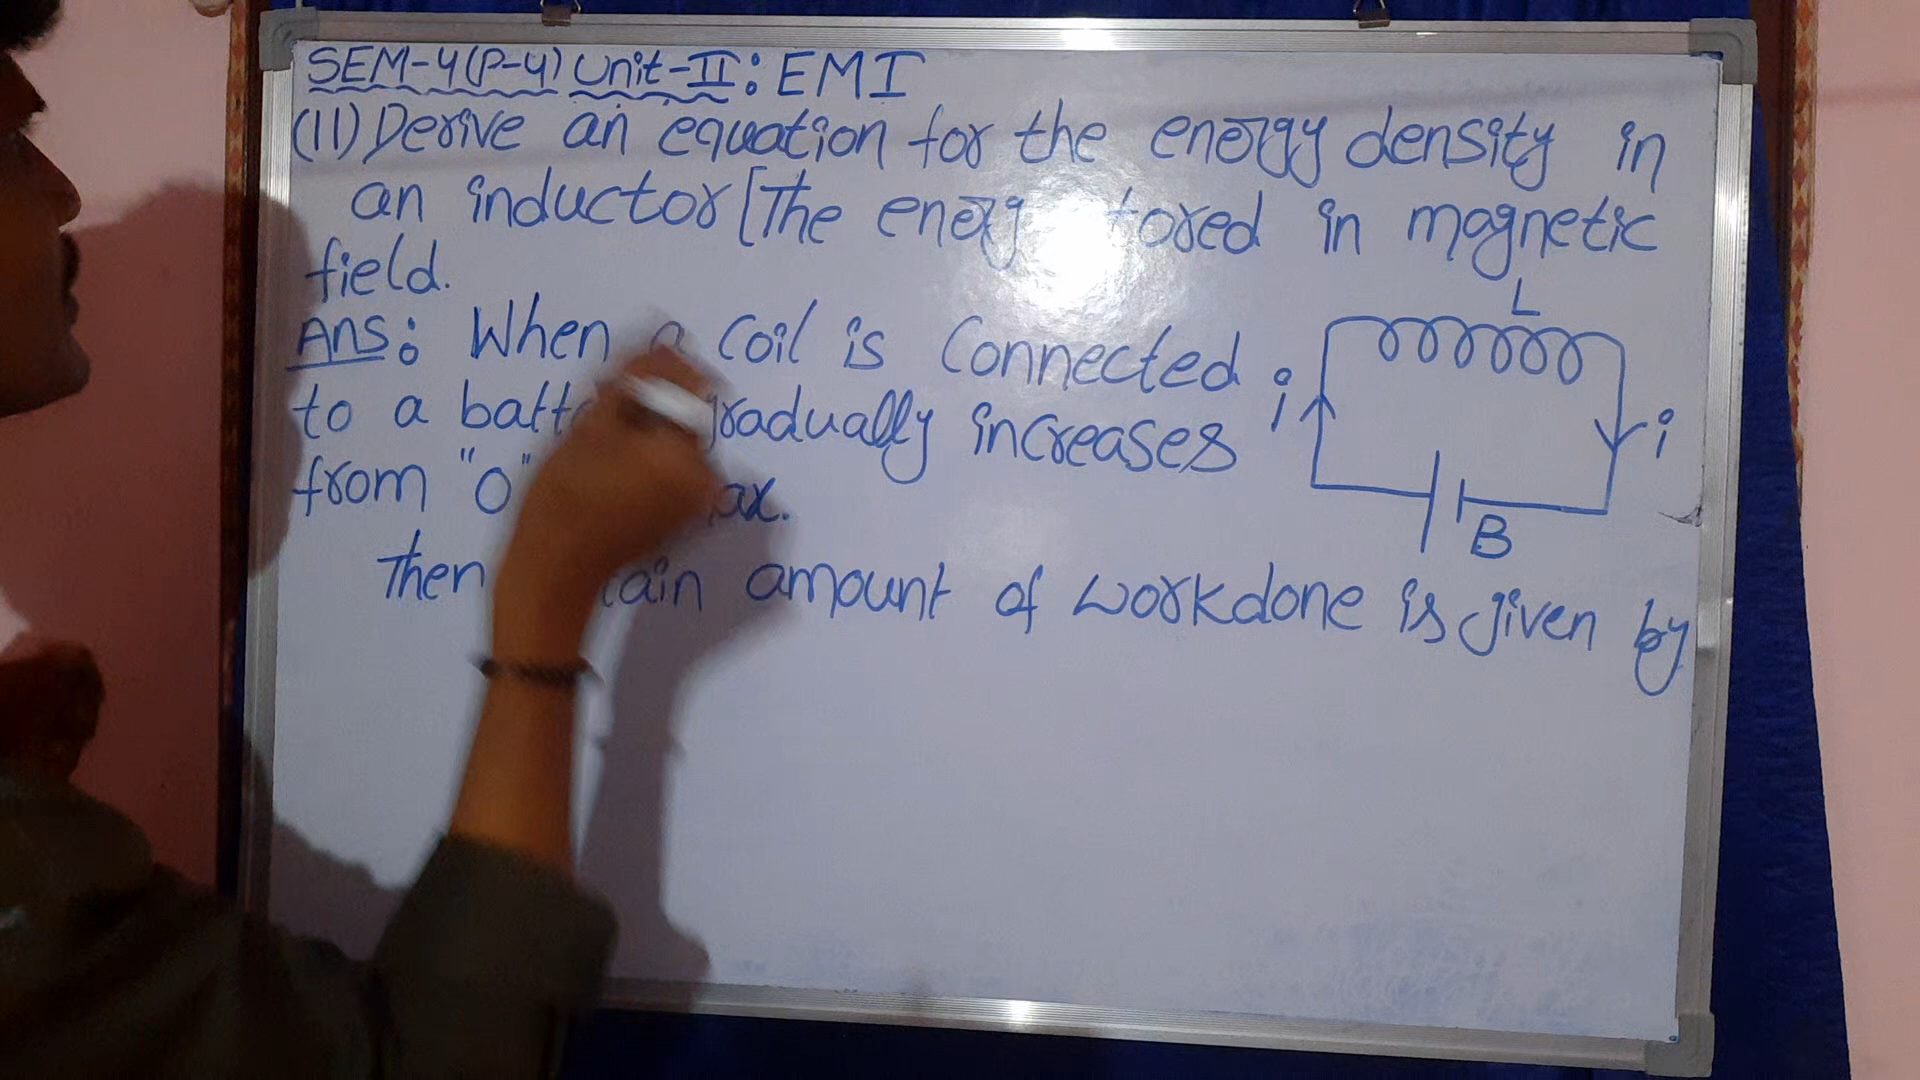 SEM-4(P-4) Unit-II: EMI
(11) Derive an equation for the energy density in
an inductor [The in magnetic
field.
L
Ans: When a coil is Connected
i
to a gradually increases
i
from "0"
B
Then amount of workdone is given by